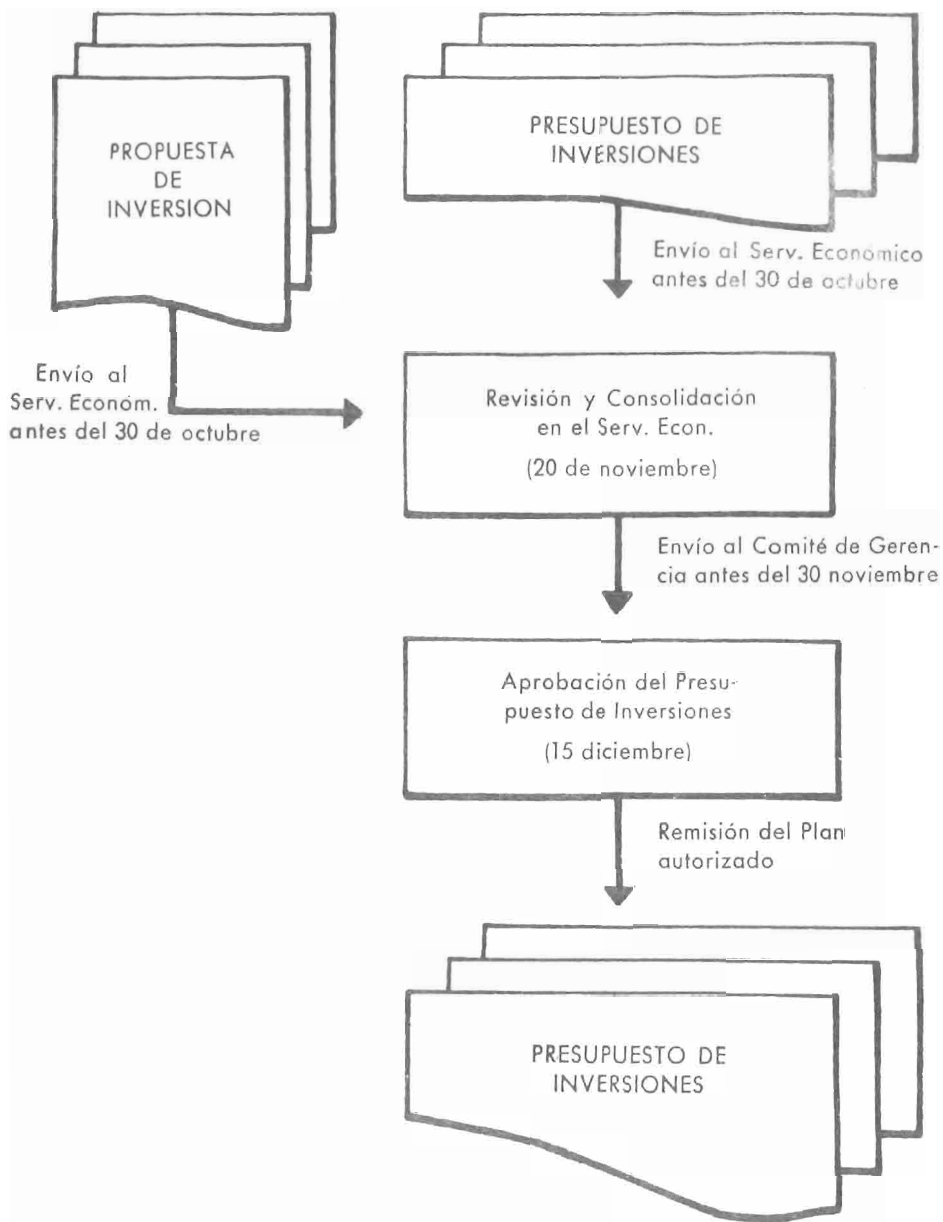 PROPUESTA
DE
INVERSION
PRESUPUESTO DE
INVERSIONES
Envío al Serv. Económico
antes del 30 de octubre
Envío al
Serv. Económ.
antes del 30 de octubre
Revisión y Consolidación
en el Serv. Econ.
(20 de noviembre)
Envío al Comité de Geren-
cia antes del 30 noviembre
Aprobación del Presu-
puesto de Inversiones
(15 diciembre)
Remisión del Plan
autorizado
PRESUPUESTO DE
INVERSIONES